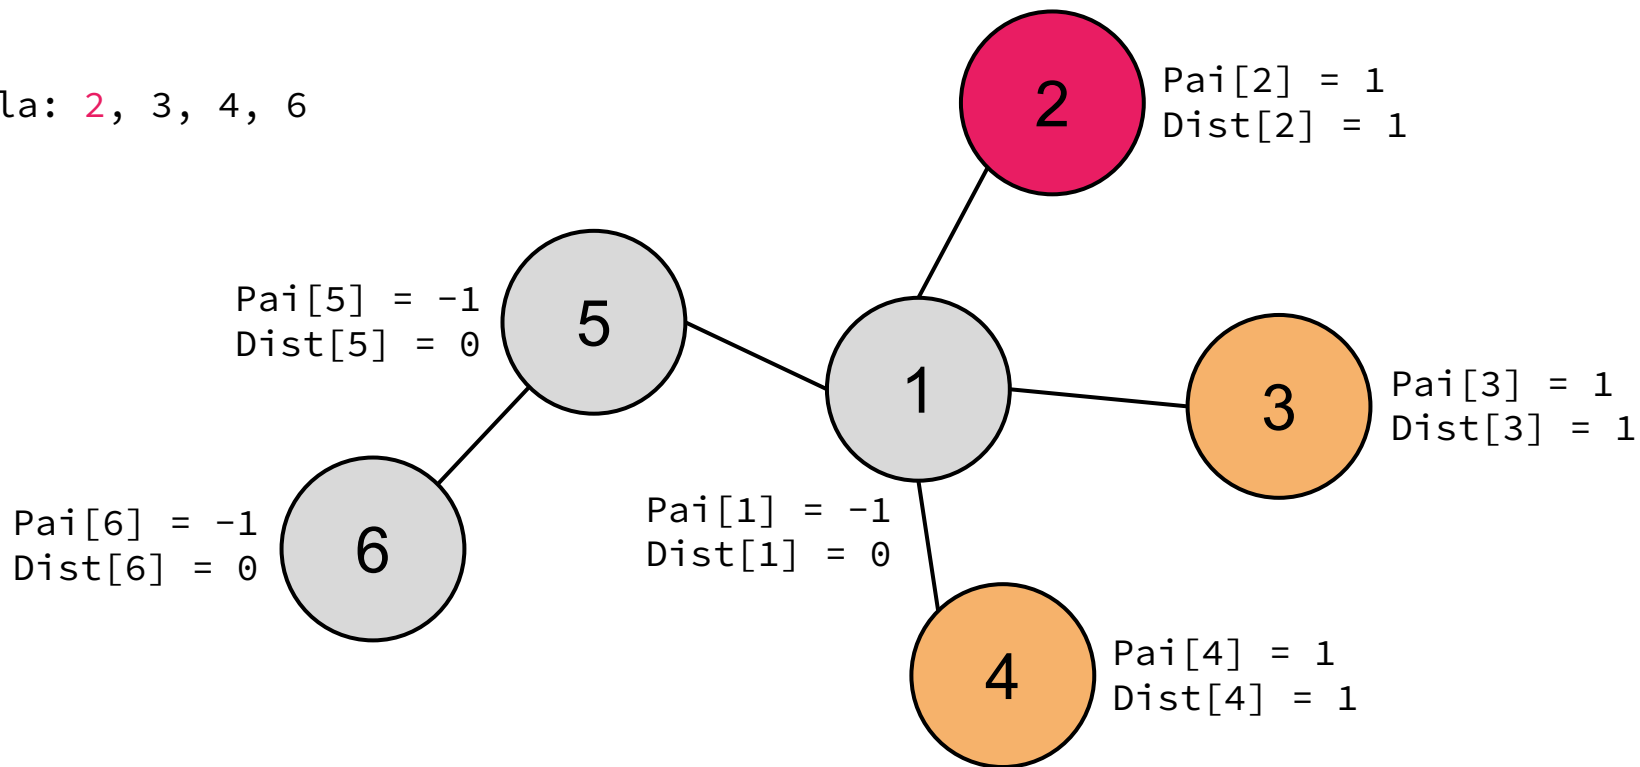 2
Pai[2] = 1
Dist[2] = 1
la: 2, 3, 4, 6
Pai[5] = −1
Dist[5] = 0
5
1
3
Pai[3] = 1
Dist[3] = 1
Pai[6] = −1
Dist[6] = 0
6
Pai[1] = −1
Dist[1] = 0
4
Pai[4] = 1
Dist[4] = 1